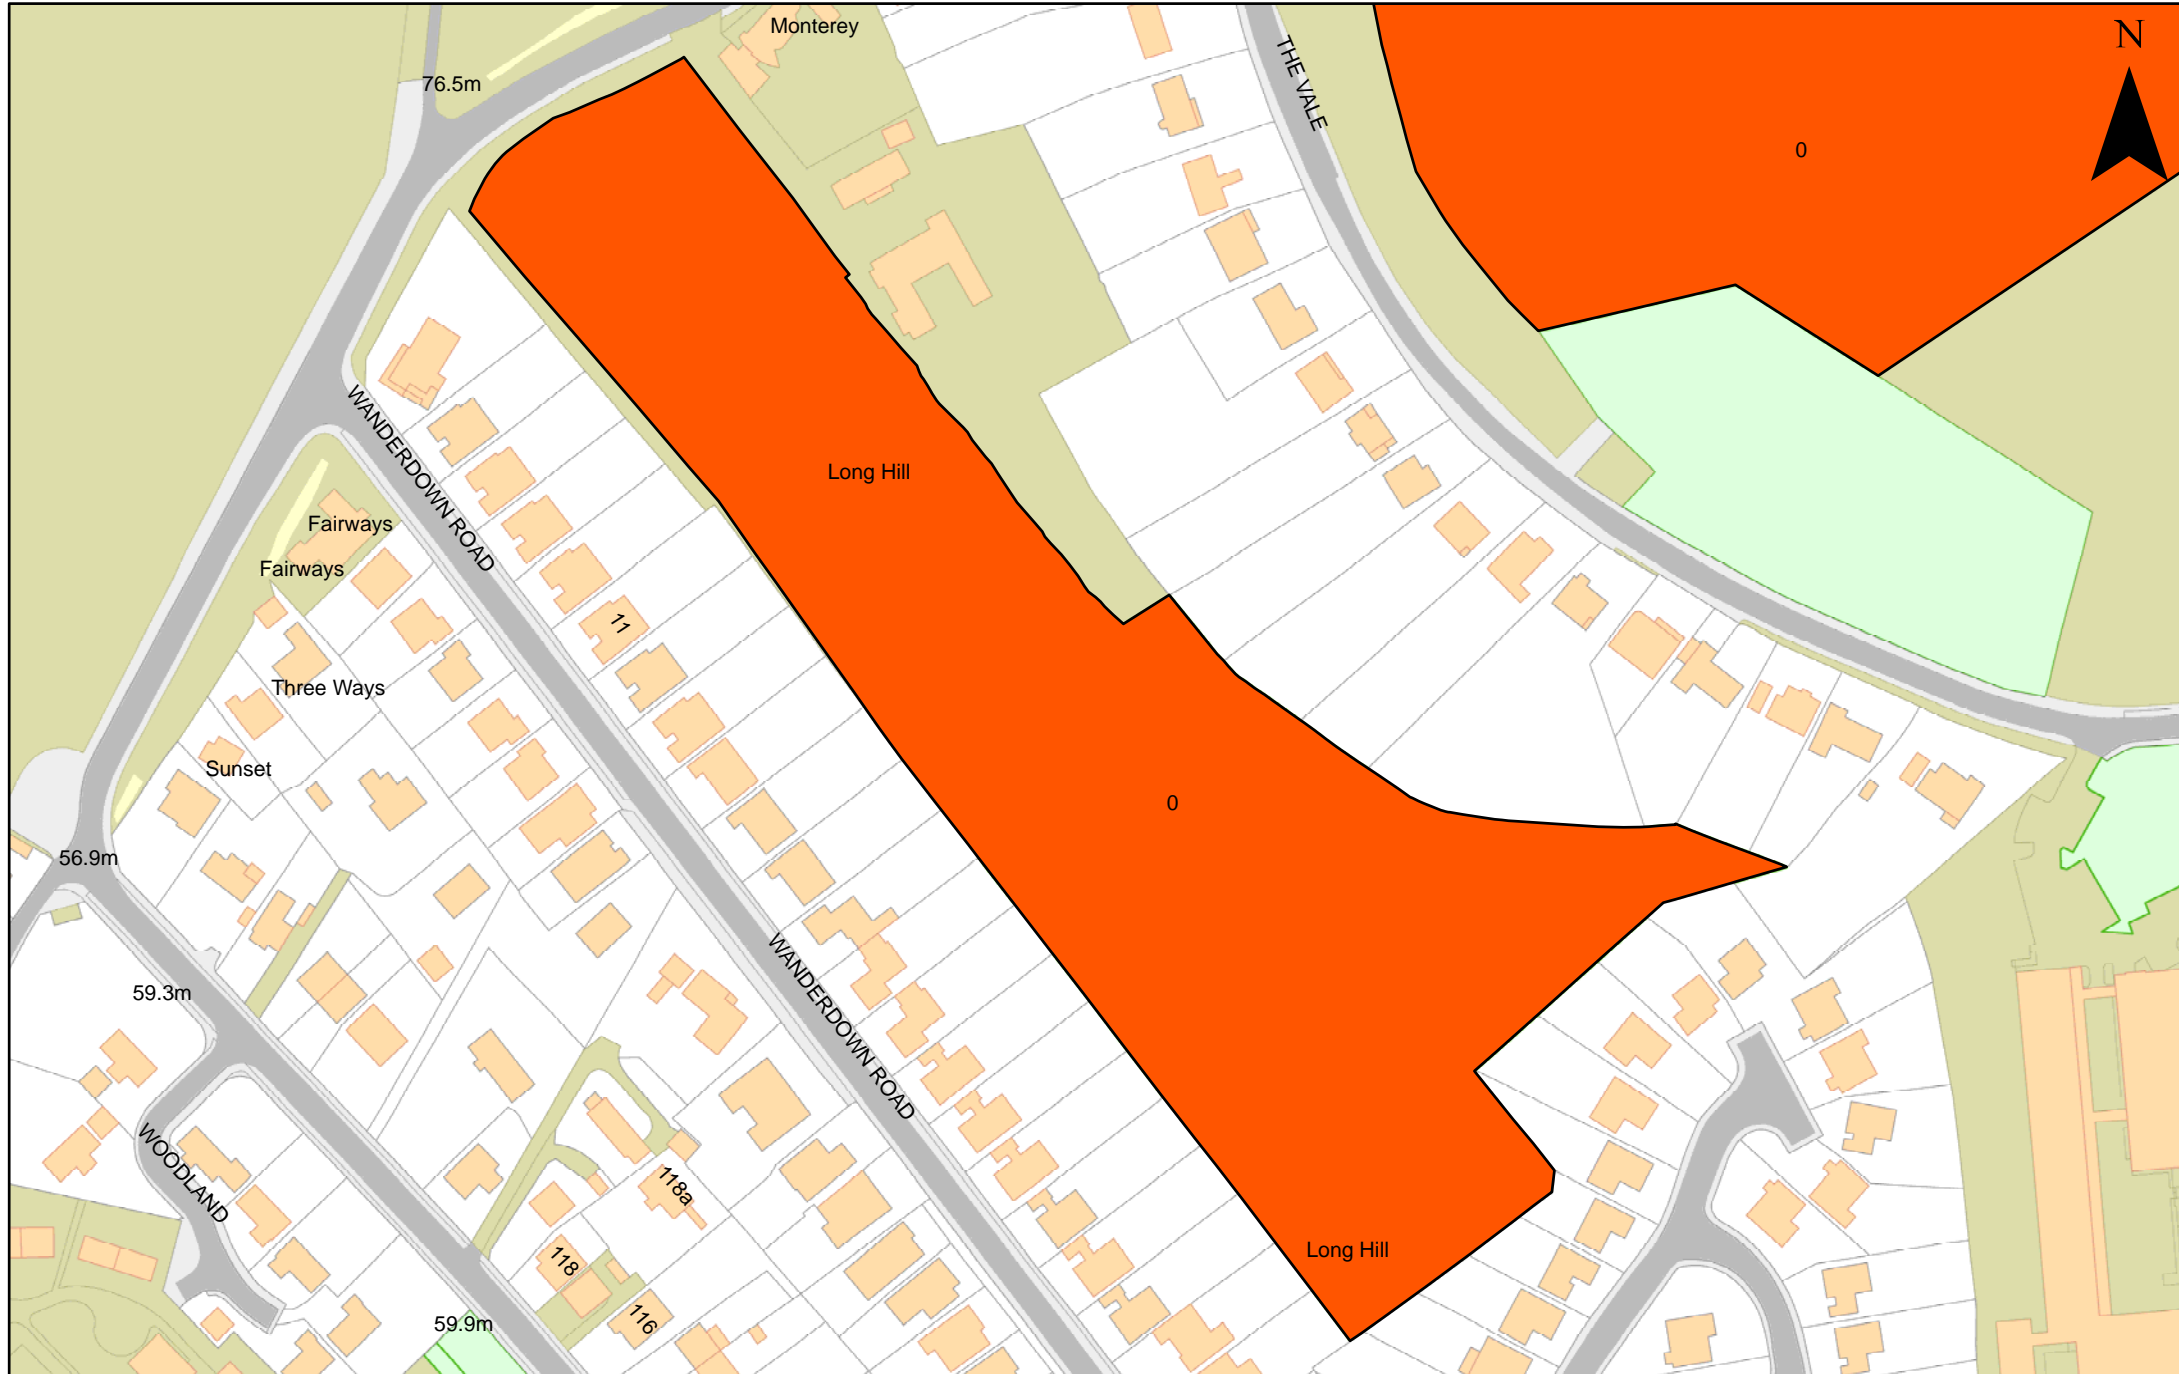 Monterey
N
THE VALE
76.5m
0
WANDERDOWN ROAD
Long Hill
Fairways
Fairways
11
Three Ways
Sunset
0
56.9m
WANDERDOWN ROAD
59.3m
WOODLAND
118a
Long Hill
118
116
59.9m